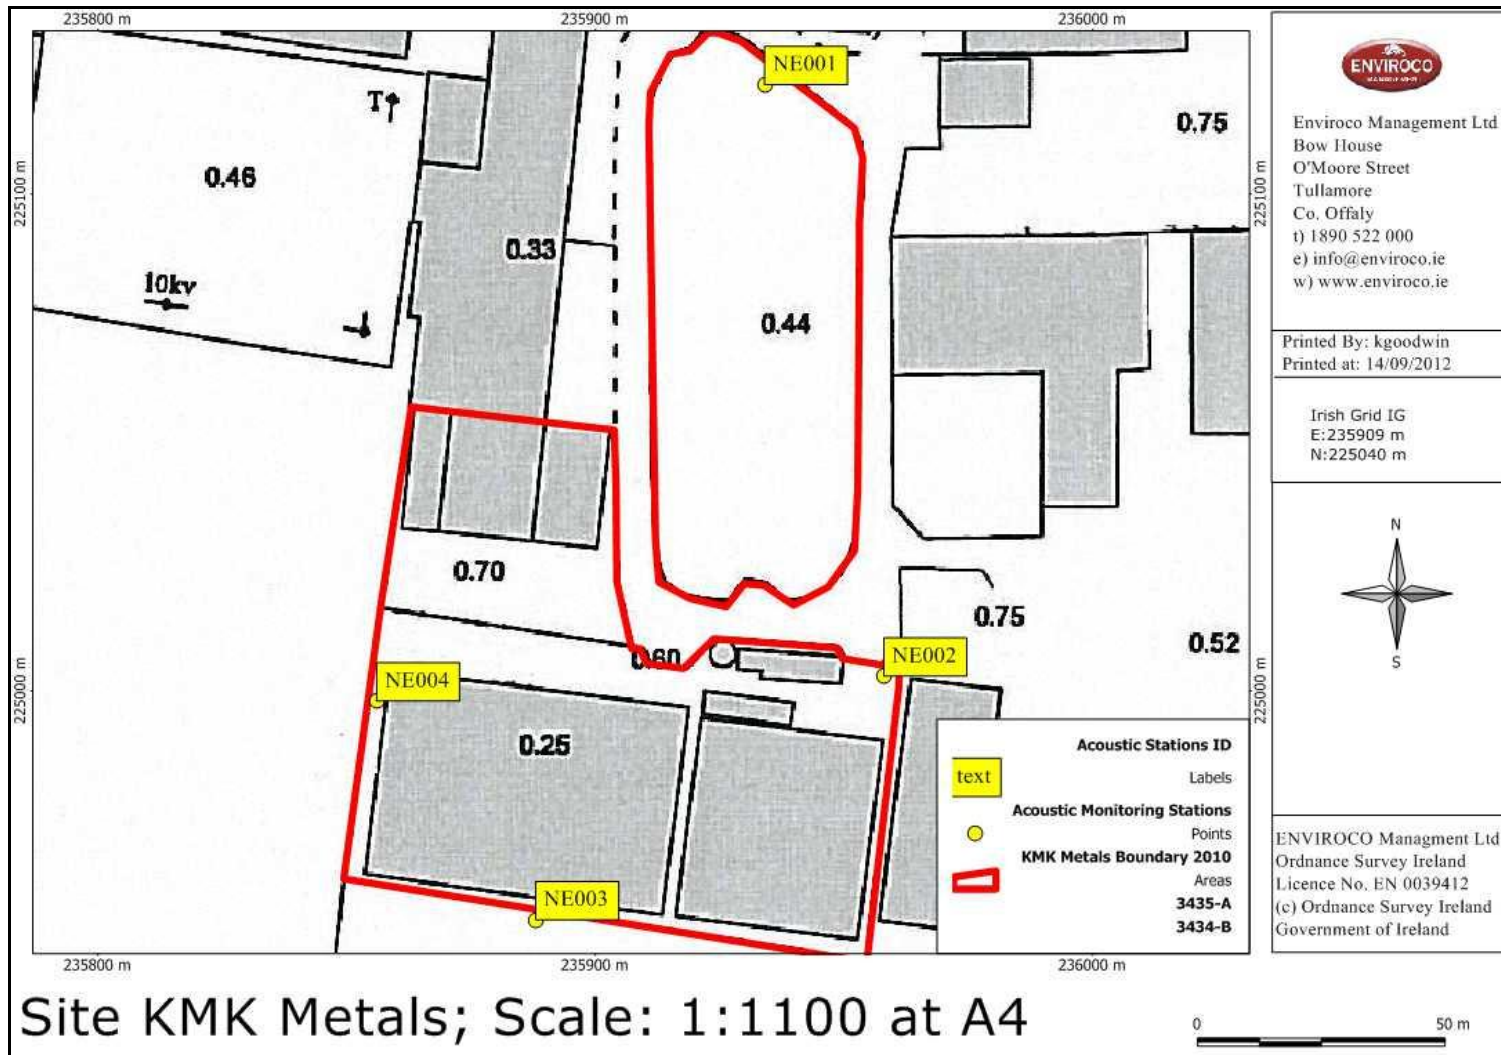 235800 m
235900 m
236000 m
NE001
T
0.75
0.46
225100 m
225100 m
0.33
10kv
0.44
0.70
0.75
0.60
NE002
0.52
NE004
225000 m
225000 m
0.25
NE003
Acoustic Stations ID
text
Labels
Acoustic Monitoring Stations
Points
KMK Metals Boundary 2010
Areas
3435-A
3434-B
235800 m
235900 m
236000 m
Site KMK Metals; Scale: 1:1100 at A4
0
50 m
ENVIROCO
Enviroco Management Ltd
Bow House
O'Moore Street
Tullamore
Co. Offaly
t) 1890 522 000
e) info@enviroco.ie
w) www.enviroco.ie
Printed By: kgoodwin
Printed at: 14/09/2012
Irish Grid IG
E:235909 m
N:225040 m
N
S
ENVIROCO Managment Ltd
Ordnance Survey Ireland
Licence No. EN 0039412
(c) Ordnance Survey Ireland
Government of Ireland